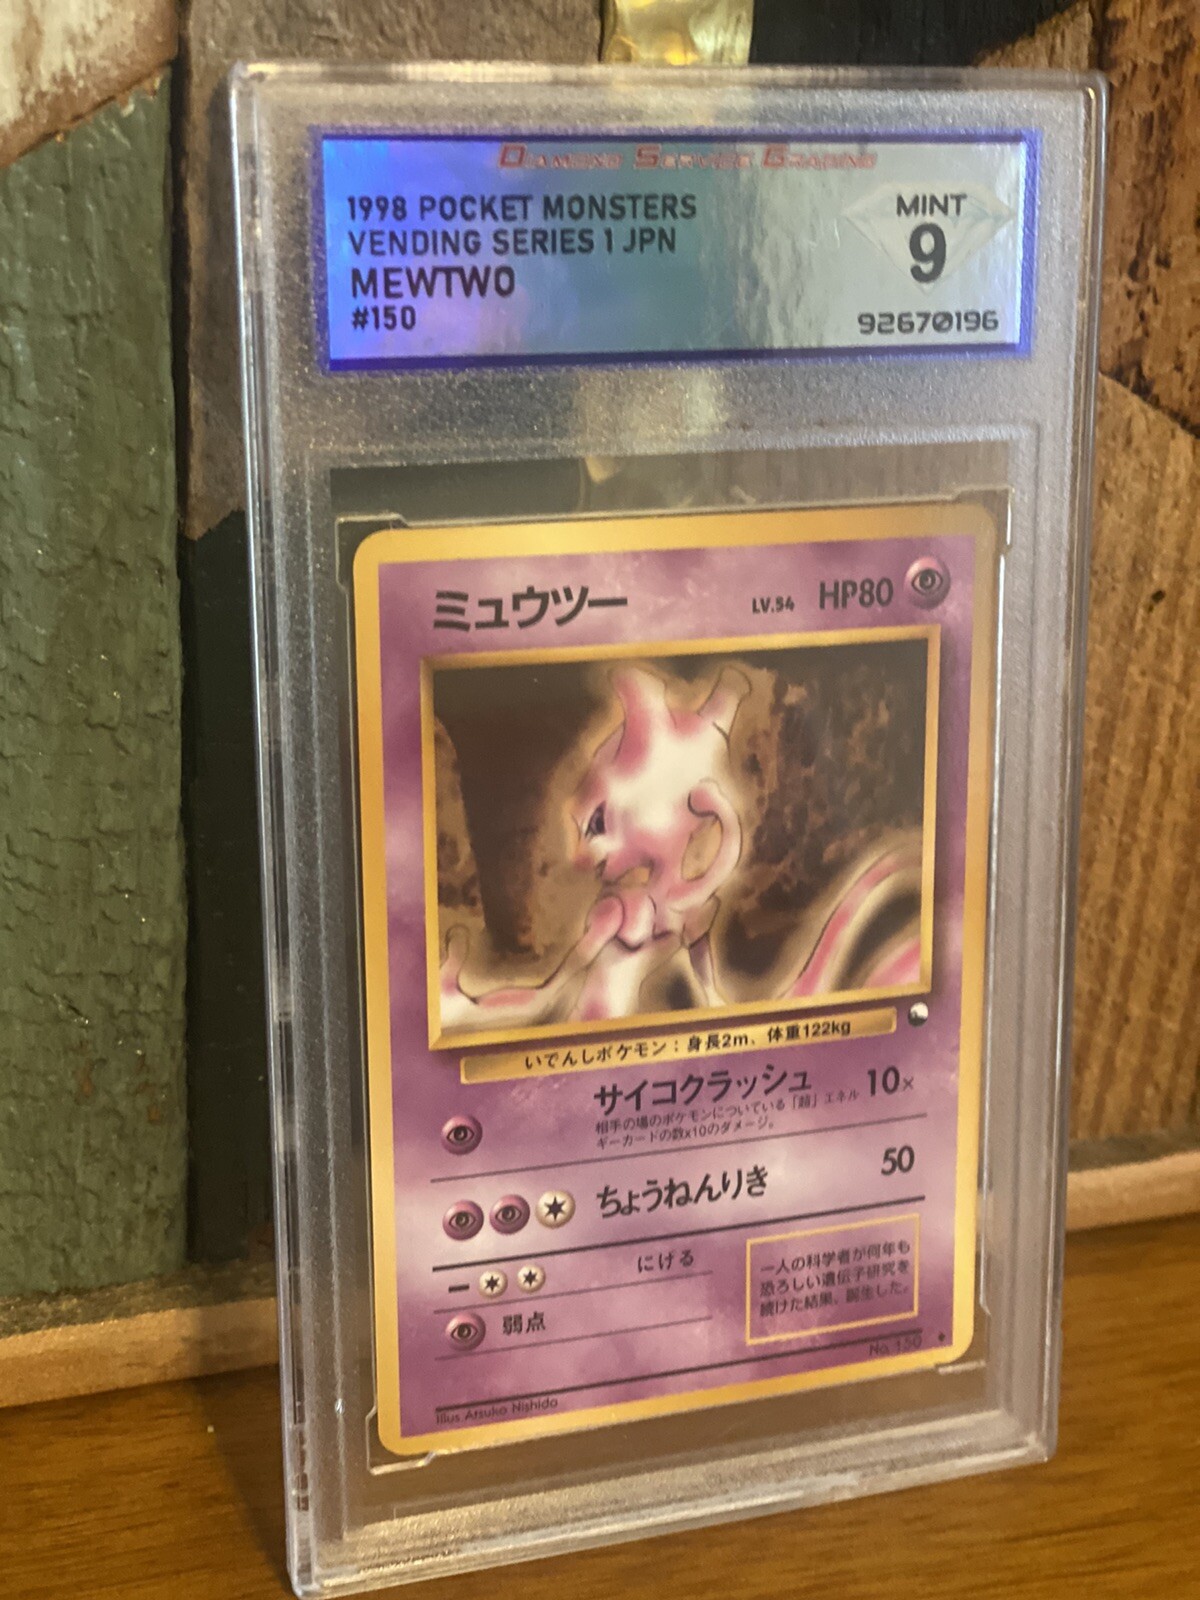 DIAMOND SERVICE GRADING
1998 POCKET MONSTERS
VENDING SERIES 1 JPN
MEWTWO
#150
MINT
9
92670196
ミュウツー LV.54 HP80
いでんしポケモン：身長2m、体重122kg
サイコクラッシュ 10×
相手の場のポケモンについている「超」エネル
ギーカードの数×10のダメージ。
ちょうねんりき 50
ー にげる
弱点
一人の科学者が何年も
恐ろしい遺伝子研究を
続けた結果、誕生した。
No.150
Illus Atsuko Nishida